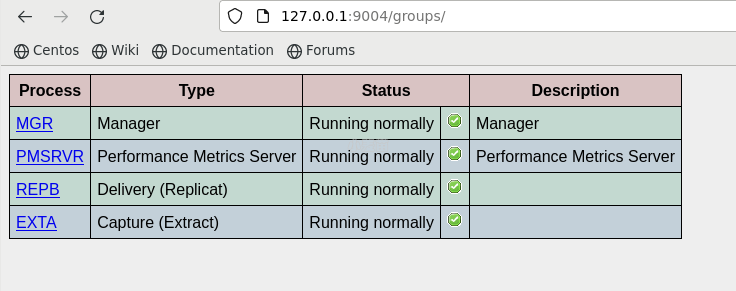 127.0.0.1:9004/groups/
Centos Wiki Documentation Forums
Process Type Status Description
MGR Manager Running normally Manager
PMSRVR Performance Metrics Server Running normally Performance Metrics Server
REPB Delivery (Replicat) Running normally
EXTA Capture (Extract) Running normally